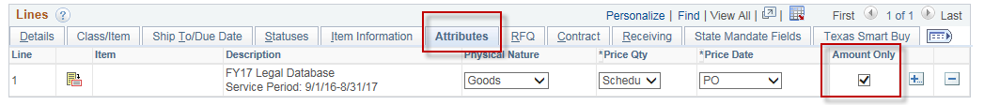 Lines ? Personalize | Find | View All | First 1 of 1 Last
Details Class/Item Ship To/Due Date Statuses Item Information Attributes RFQ Contract Receiving State Mandate Fields Texas Smart Buy
Line Item Description Physical Nature *Price Qty *Price Date Amount Only
1 FY17 Legal Database Goods Schedu PO
Service Period: 9/1/16-8/31/17